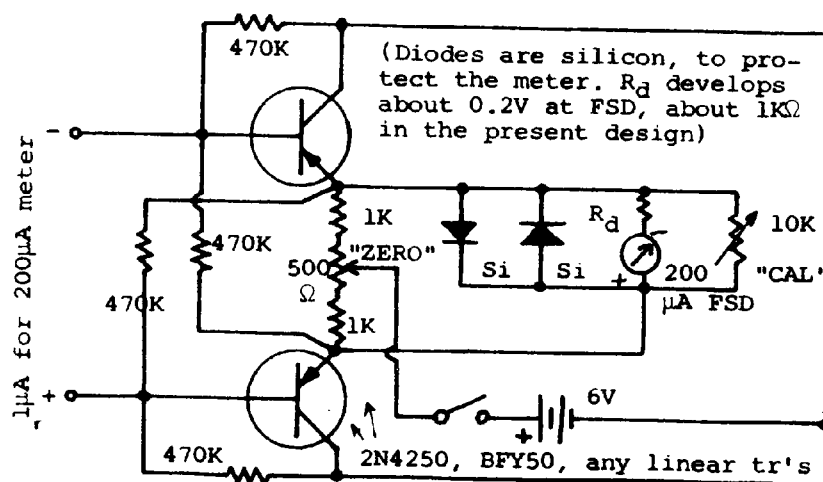 470K
(Diodes are silicon, to pro-
tect the meter. Rd develops
about 0.2V at FSD, about 1KΩ
in the present design)
-
1K
Rd
10K
470K
"ZERO"
500
Ω
Si
Si
+
200
"CAL"
470K
μA FSD
1K
1μA for 200μA meter
+
6V
+
470K
2N4250, BFY50, any linear tr's